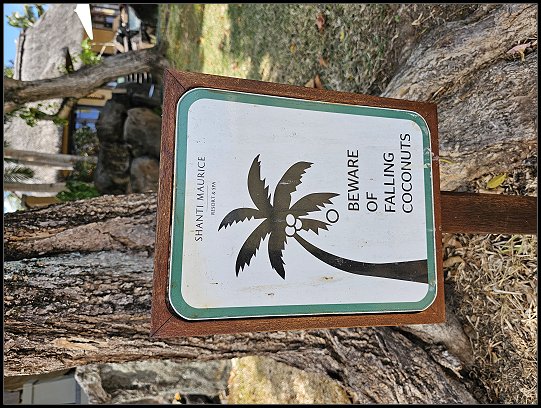 SHANTI MAURICE
RESORT & SPA
BEWARE
OF
FALLING
COCONUTS